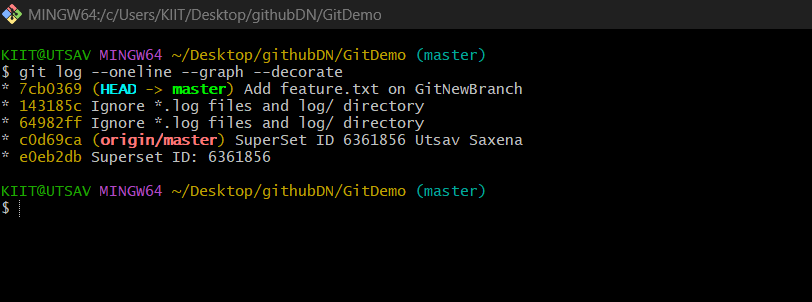 MINGW64:/c/Users/KIIT/Desktop/githubDN/GitDemo
KIIT@UTSAV MINGW64 ~/Desktop/githubDN/GitDemo (master)
$ git log --oneline --graph --decorate
* 7cb0369 (HEAD -> master) Add feature.txt on GitNewBranch
* 143185c Ignore *.log files and log/ directory
* 64982ff Ignore *.log files and log/ directory
* c0d69ca (origin/master) SuperSet ID 6361856 Utsav Saxena
* e0eb2db Superset ID: 6361856
KIIT@UTSAV MINGW64 ~/Desktop/githubDN/GitDemo (master)
$